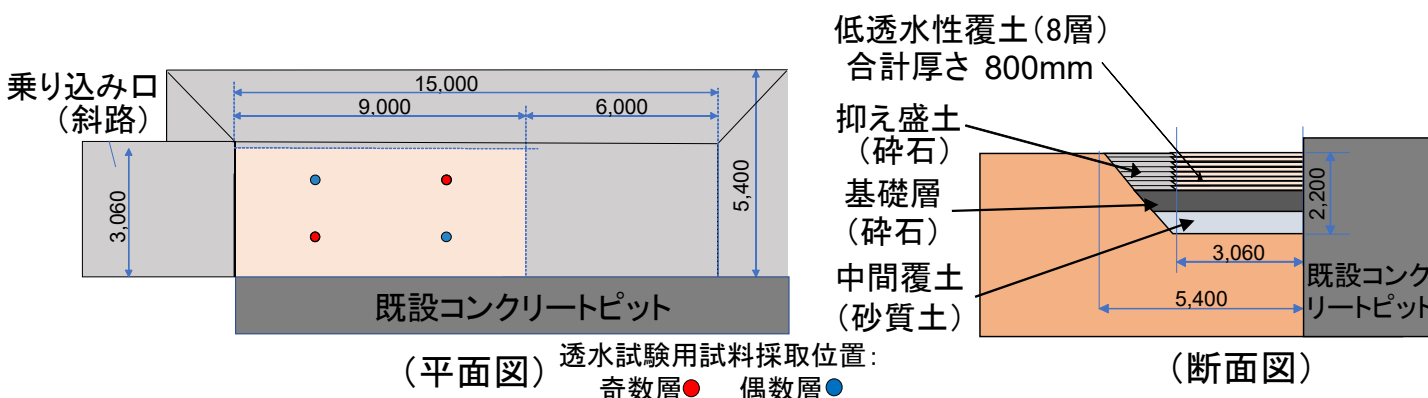 乗り込み口
（斜路）
15,000
9,000
6,000
3,060
5,400
既設コンクリートピット
（平面図）
透水試験用試料採取位置：
奇数層
偶数層
低透水性覆土（8層）
合計厚さ 800mm
抑え盛土
（砕石）
基礎層
（砕石）
中間覆土
（砂質土）
2,200
3,060
5,400
既設コンク
リートピット
（断面図）